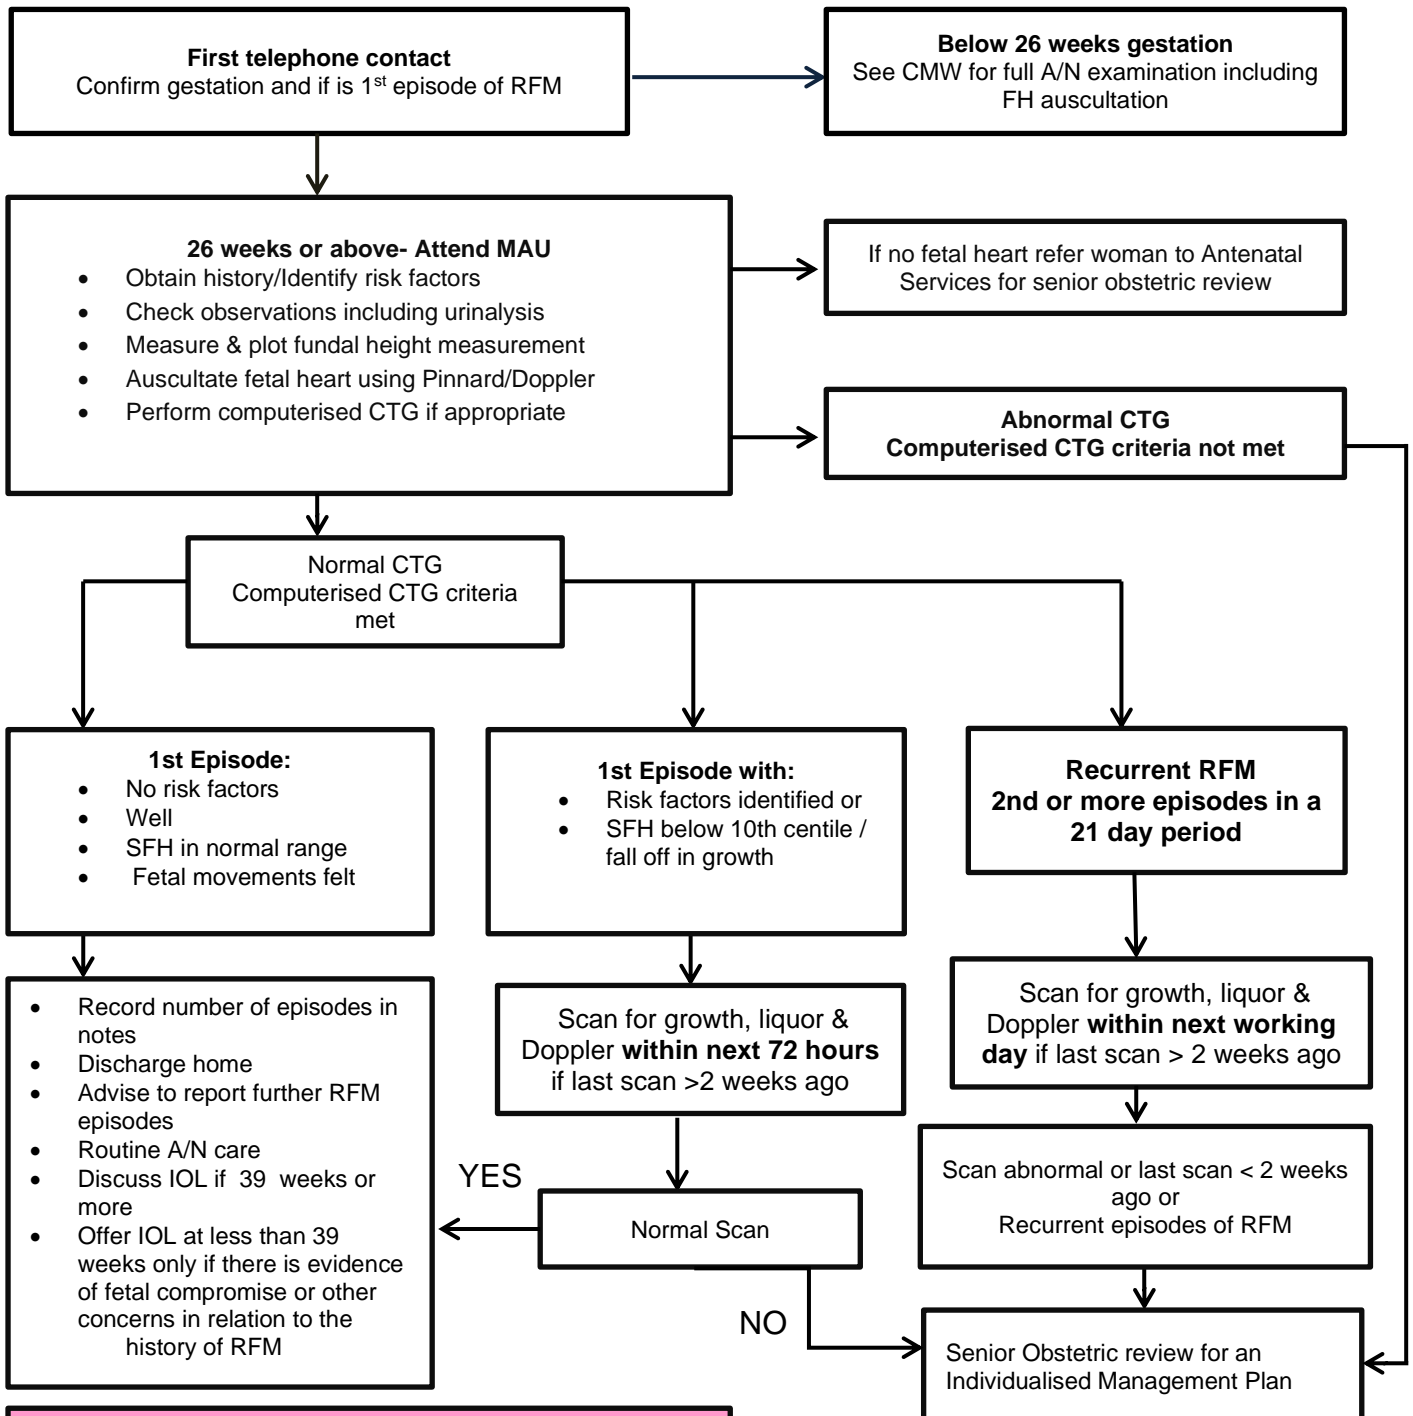 First telephone contact
Confirm gestation and if is 1st episode of RFM
Below 26 weeks gestation
See CMW for full A/N examination including
FH auscultation
26 weeks or above- Attend MAU
• Obtain history/Identify risk factors
• Check observations including urinalysis
• Measure & plot fundal height measurement
• Auscultate fetal heart using Pinnard/Doppler
• Perform computerised CTG if appropriate
If no fetal heart refer woman to Antenatal
Services for senior obstetric review
Abnormal CTG
Computerised CTG criteria not met
Normal CTG
Computerised CTG criteria
met
1st Episode:
• No risk factors
• Well
• SFH in normal range
• Fetal movements felt
1st Episode with:
• Risk factors identified or
• SFH below 10th centile /
fall off in growth
Recurrent RFM
2nd or more episodes in a
21 day period
• Record number of episodes in
notes
• Discharge home
• Advise to report further RFM
episodes
• Routine A/N care
• Discuss IOL if 39 weeks or
more
• Offer IOL at less than 39
weeks only if there is evidence
of fetal compromise or other
concerns in relation to the
history of RFM
Scan for growth, liquor &
Doppler within next 72 hours
if last scan >2 weeks ago
Scan for growth, liquor &
Doppler within next working
day if last scan > 2 weeks ago
YES
Normal Scan
NO
Scan abnormal or last scan < 2 weeks
ago or
Recurrent episodes of RFM
Senior Obstetric review for an
Individualised Management Plan